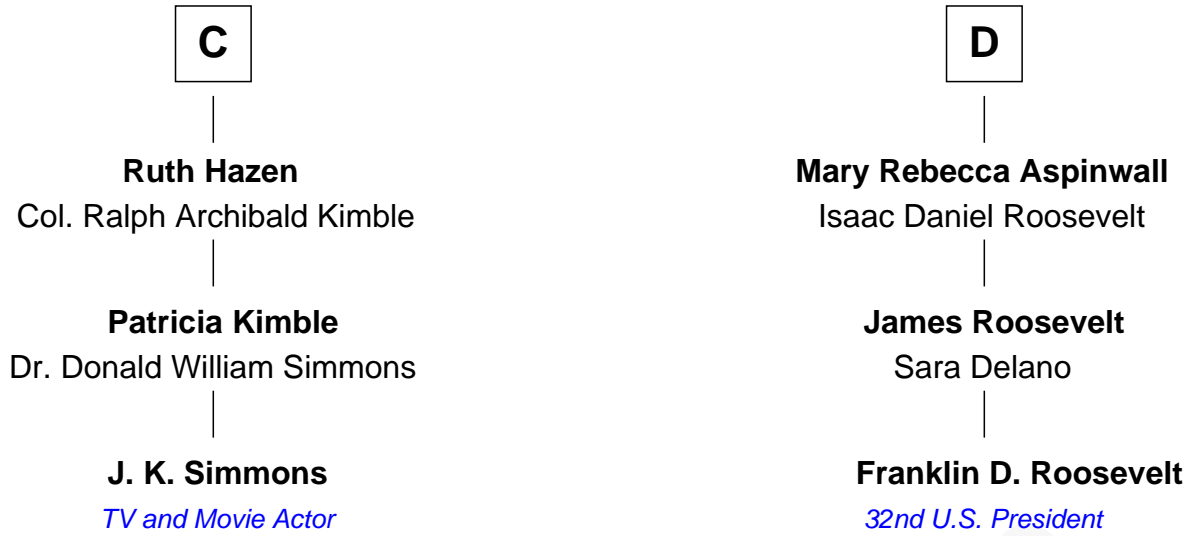 C
Ruth Hazen
Col. Ralph Archibald Kimble
Patricia Kimble
Dr. Donald William Simmons
J. K. Simmons
TV and Movie Actor
D
Mary Rebecca Aspinwall
Isaac Daniel Roosevelt
James Roosevelt
Sara Delano
Franklin D. Roosevelt
32nd U.S. President